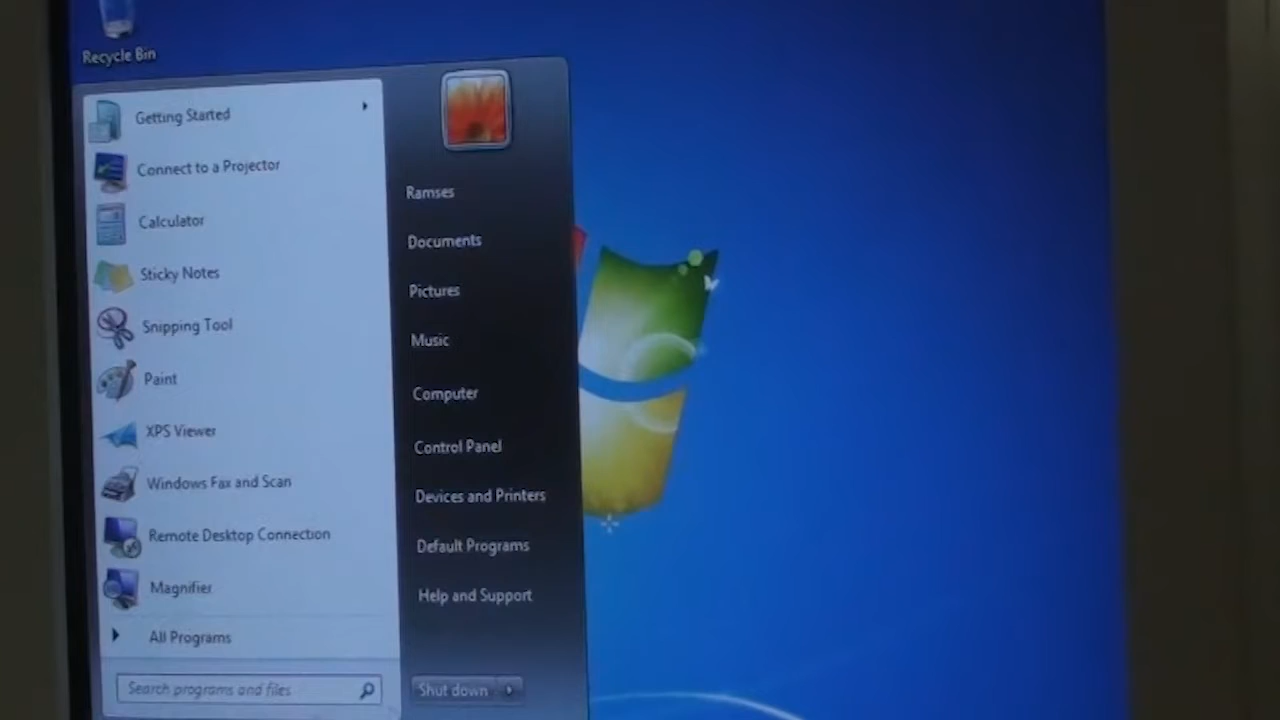 Recycle Bin
Getting Started
Connect to a Projector
Calculator
Sticky Notes
Snipping Tool
Paint
XPS Viewer
Windows Fax and Scan
Remote Desktop Connection
Magnifier
All Programs
Search programs and files
Ramses
Documents
Pictures
Music
Computer
Control Panel
Devices and Printers
Default Programs
Help and Support
Shut down